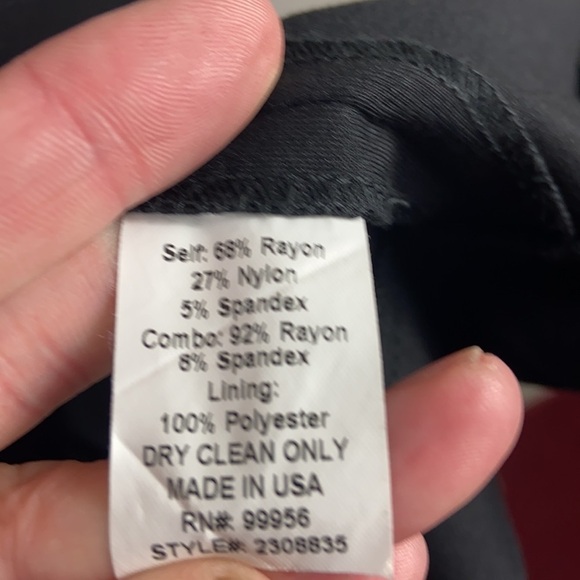 Self: 68% Rayon
27% Nylon
5% Spandex
Combo: 92% Rayon
8% Spandex
Lining:
100% Polyester
DRY CLEAN ONLY
MADE IN USA
RN#: 99956
STYLE#: 2308835